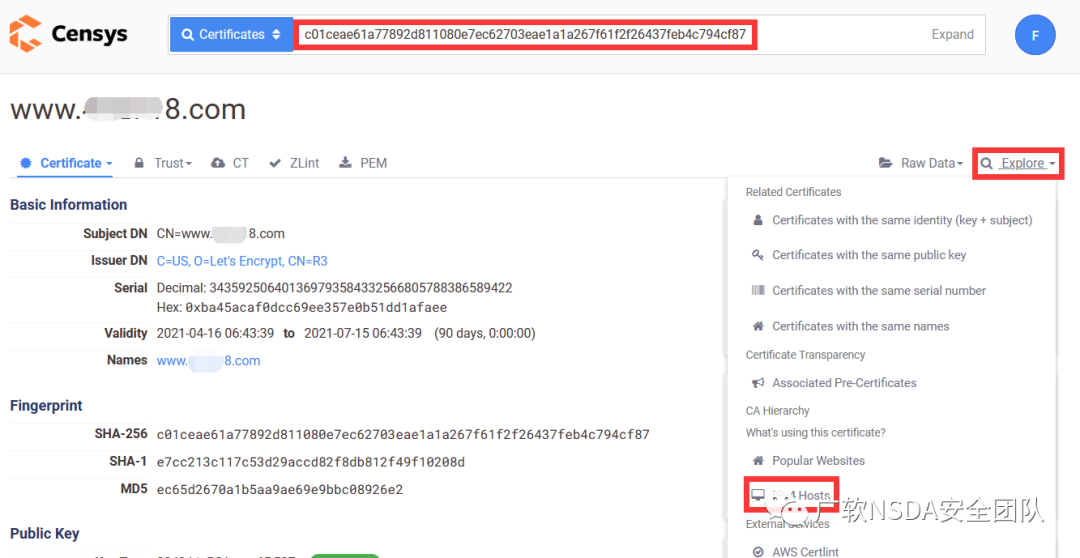 Censys
Certificates
c01ceae61a77892d811080e7ec62703eae1a1a267f61f2f26437feb4c794cf87
Expand
F
www. 8.com
Certificate
Trust
CT
ZLint
PEM
Raw Data
Explore
Basic Information
Subject DN CN=www. 8.com
Issuer DN C=US, O=Let's Encrypt, CN=R3
Serial Decimal: 343592506401369793584332566805788386589422
Hex: 0xba45acaf0dcc69ee357e0b51dd1afaee
Validity 2021-04-16 06:43:39 to 2021-07-15 06:43:39 (90 days, 0:00:00)
Names www. 8.com
Fingerprint
SHA-256 c01ceae61a77892d811080e7ec62703eae1a1a267f61f2f26437feb4c794cf87
SHA-1 e7cc213c117c53d29accd82f8db812f49f10208d
MD5 ec65d2670a1b5aa9ae69e9bbc08926e2
Public Key
Related Certificates
Certificates with the same identity (key + subject)
Certificates with the same public key
Certificates with the same serial number
Certificates with the same names
Certificate Transparency
Associated Pre-Certificates
CA Hierarchy
What's using this certificate?
Popular Websites
Hosts
广软NSDA安全团队
External Services
AWS Certlint